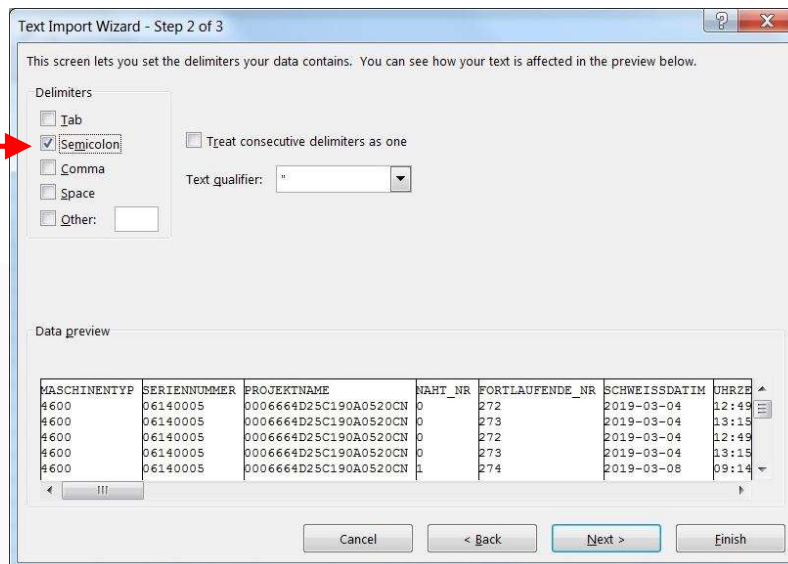 Text Import Wizard - Step 2 of 3
This screen lets you set the delimiters your data contains. You can see how your text is affected in the preview below.
Delimiters
Tab
Semicolon
Comma
Space
Other:
Treat consecutive delimiters as one
Text qualifier: "
Data preview
MASCHINENTYP SERIENNUMMER PROJEKTNAME NAHT_NR FORTLAUFENDE_NR SCHWEISSDATIM UHRZE
4600 06140005 0006664D25C190A0520CN 0 272 2019-03-04 12:49
4600 06140005 0006664D25C190A0520CN 0 273 2019-03-04 13:15
4600 06140005 0006664D25C190A0520CN 0 272 2019-03-04 12:49
4600 06140005 0006664D25C190A0520CN 0 273 2019-03-04 13:15
4600 06140005 0006664D25C190A0520CN 1 274 2019-03-08 09:14
Cancel < Back Next > Finish